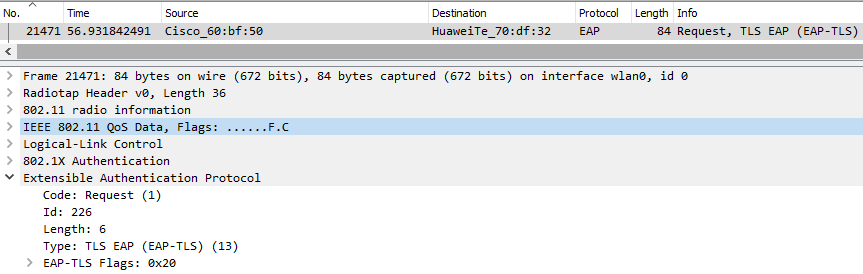 No. Time Source Destination Protocol Length Info
21471 56.931842491 Cisco_60:bf:50 HuaweiTe_70:df:32 EAP 84 Request, TLS EAP (EAP-TLS)
Frame 21471: 84 bytes on wire (672 bits), 84 bytes captured (672 bits) on interface wlan0, id 0
Radiotap Header v0, Length 36
802.11 radio information
IEEE 802.11 QoS Data, Flags: ......F.C
Logical-Link Control
802.1X Authentication
Extensible Authentication Protocol
Code: Request (1)
Id: 226
Length: 6
Type: TLS EAP (EAP-TLS) (13)
EAP-TLS Flags: 0x20